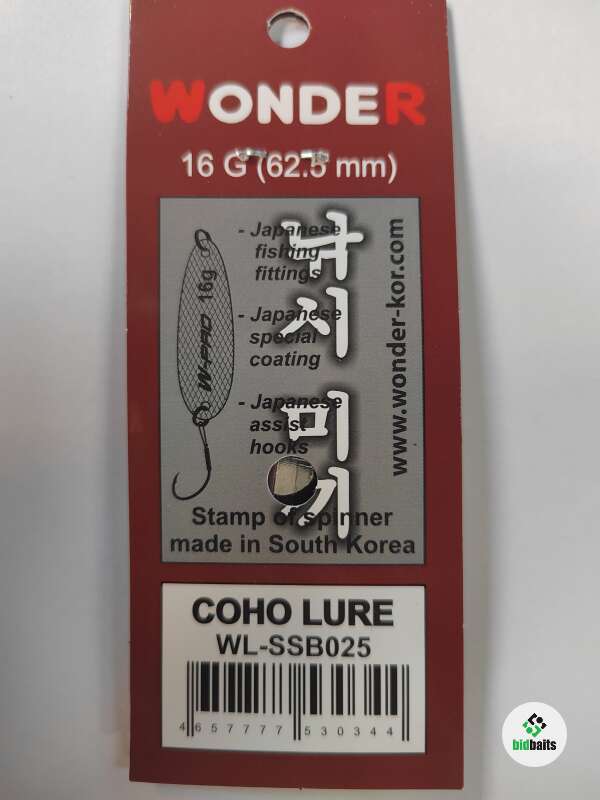 WONDER
16 G (62.5 mm)
- Japanese
fishing
fittings
- Japanese
special
coating
- Japanese
assist
hooks
낚시 미끼
W-PRO 16g
www.wonder-kor.com
Stamp of spinner
made in South Korea
COHO LURE
WL-SSB025
4 657777 530344
bidbaits